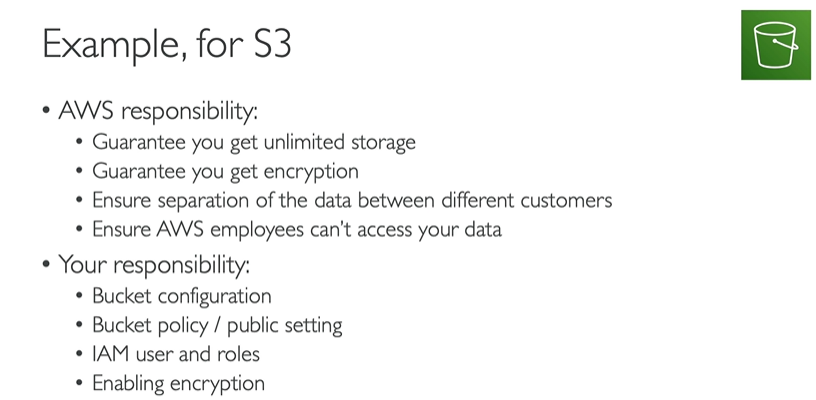 Example, for S3
• AWS responsibility:
• Guarantee you get unlimited storage
• Guarantee you get encryption
• Ensure separation of the data between different customers
• Ensure AWS employees can't access your data
• Your responsibility:
• Bucket configuration
• Bucket policy / public setting
• IAM user and roles
• Enabling encryption